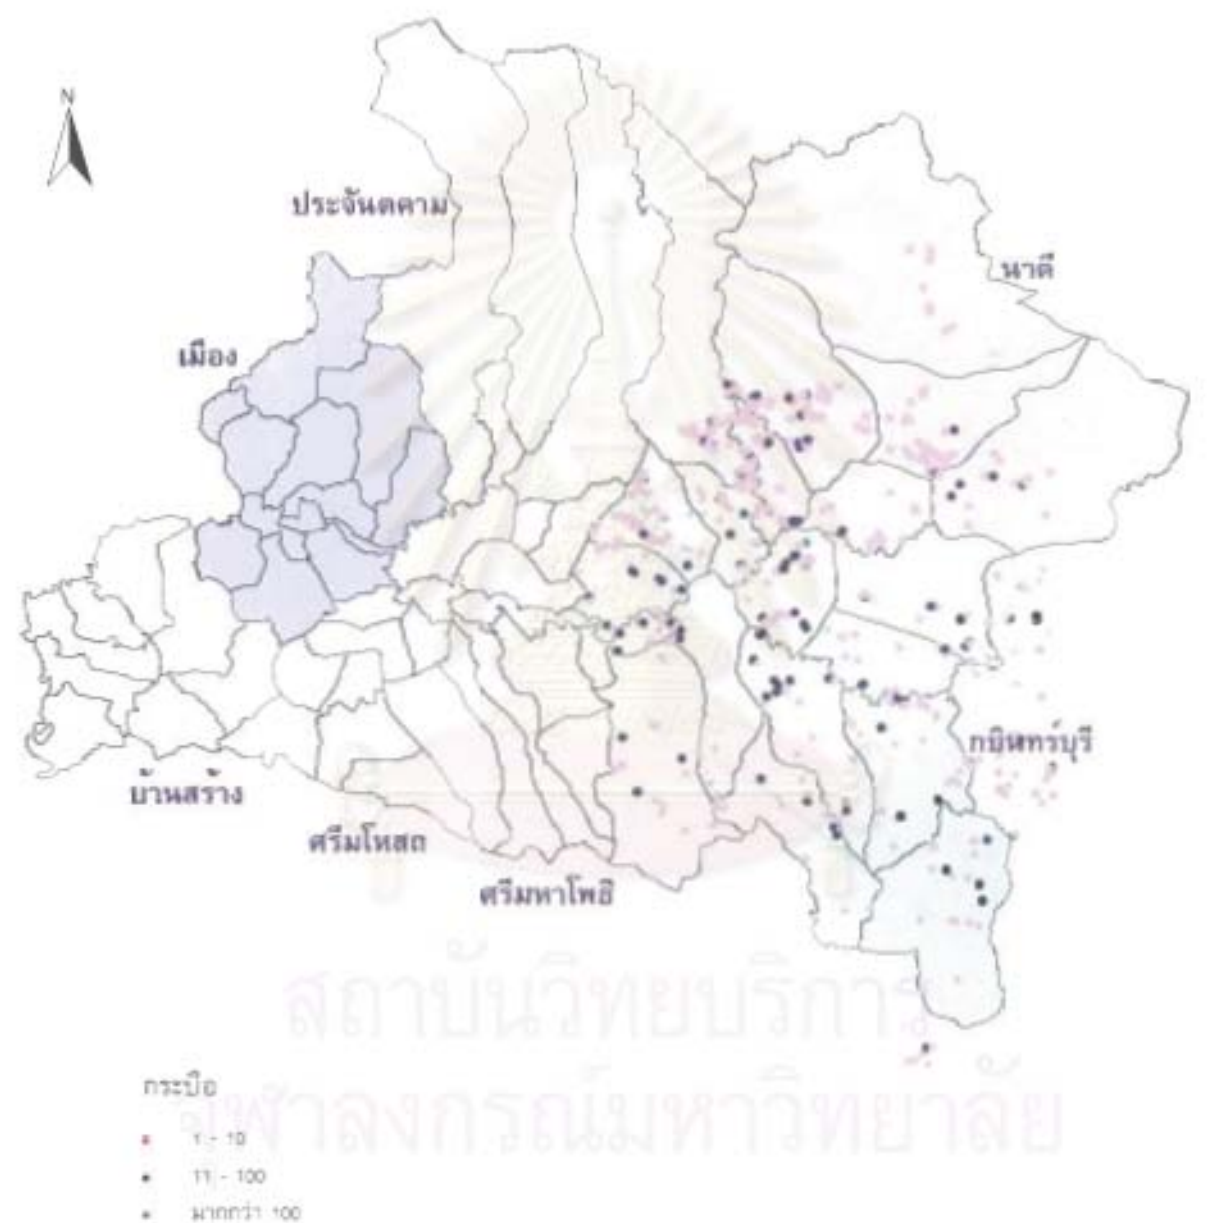 N
ประจันตคาม
นาดี
เมือง
กบินทร์บุรี
บ้านสร้าง
ศรีมโหสถ
ศรีมหาโพธิ
สถาบันวิทยบริการ
จุฬาลงกรณ์มหาวิทยาลัย
กระบือ
1 - 10
11 - 100
มากกว่า 100